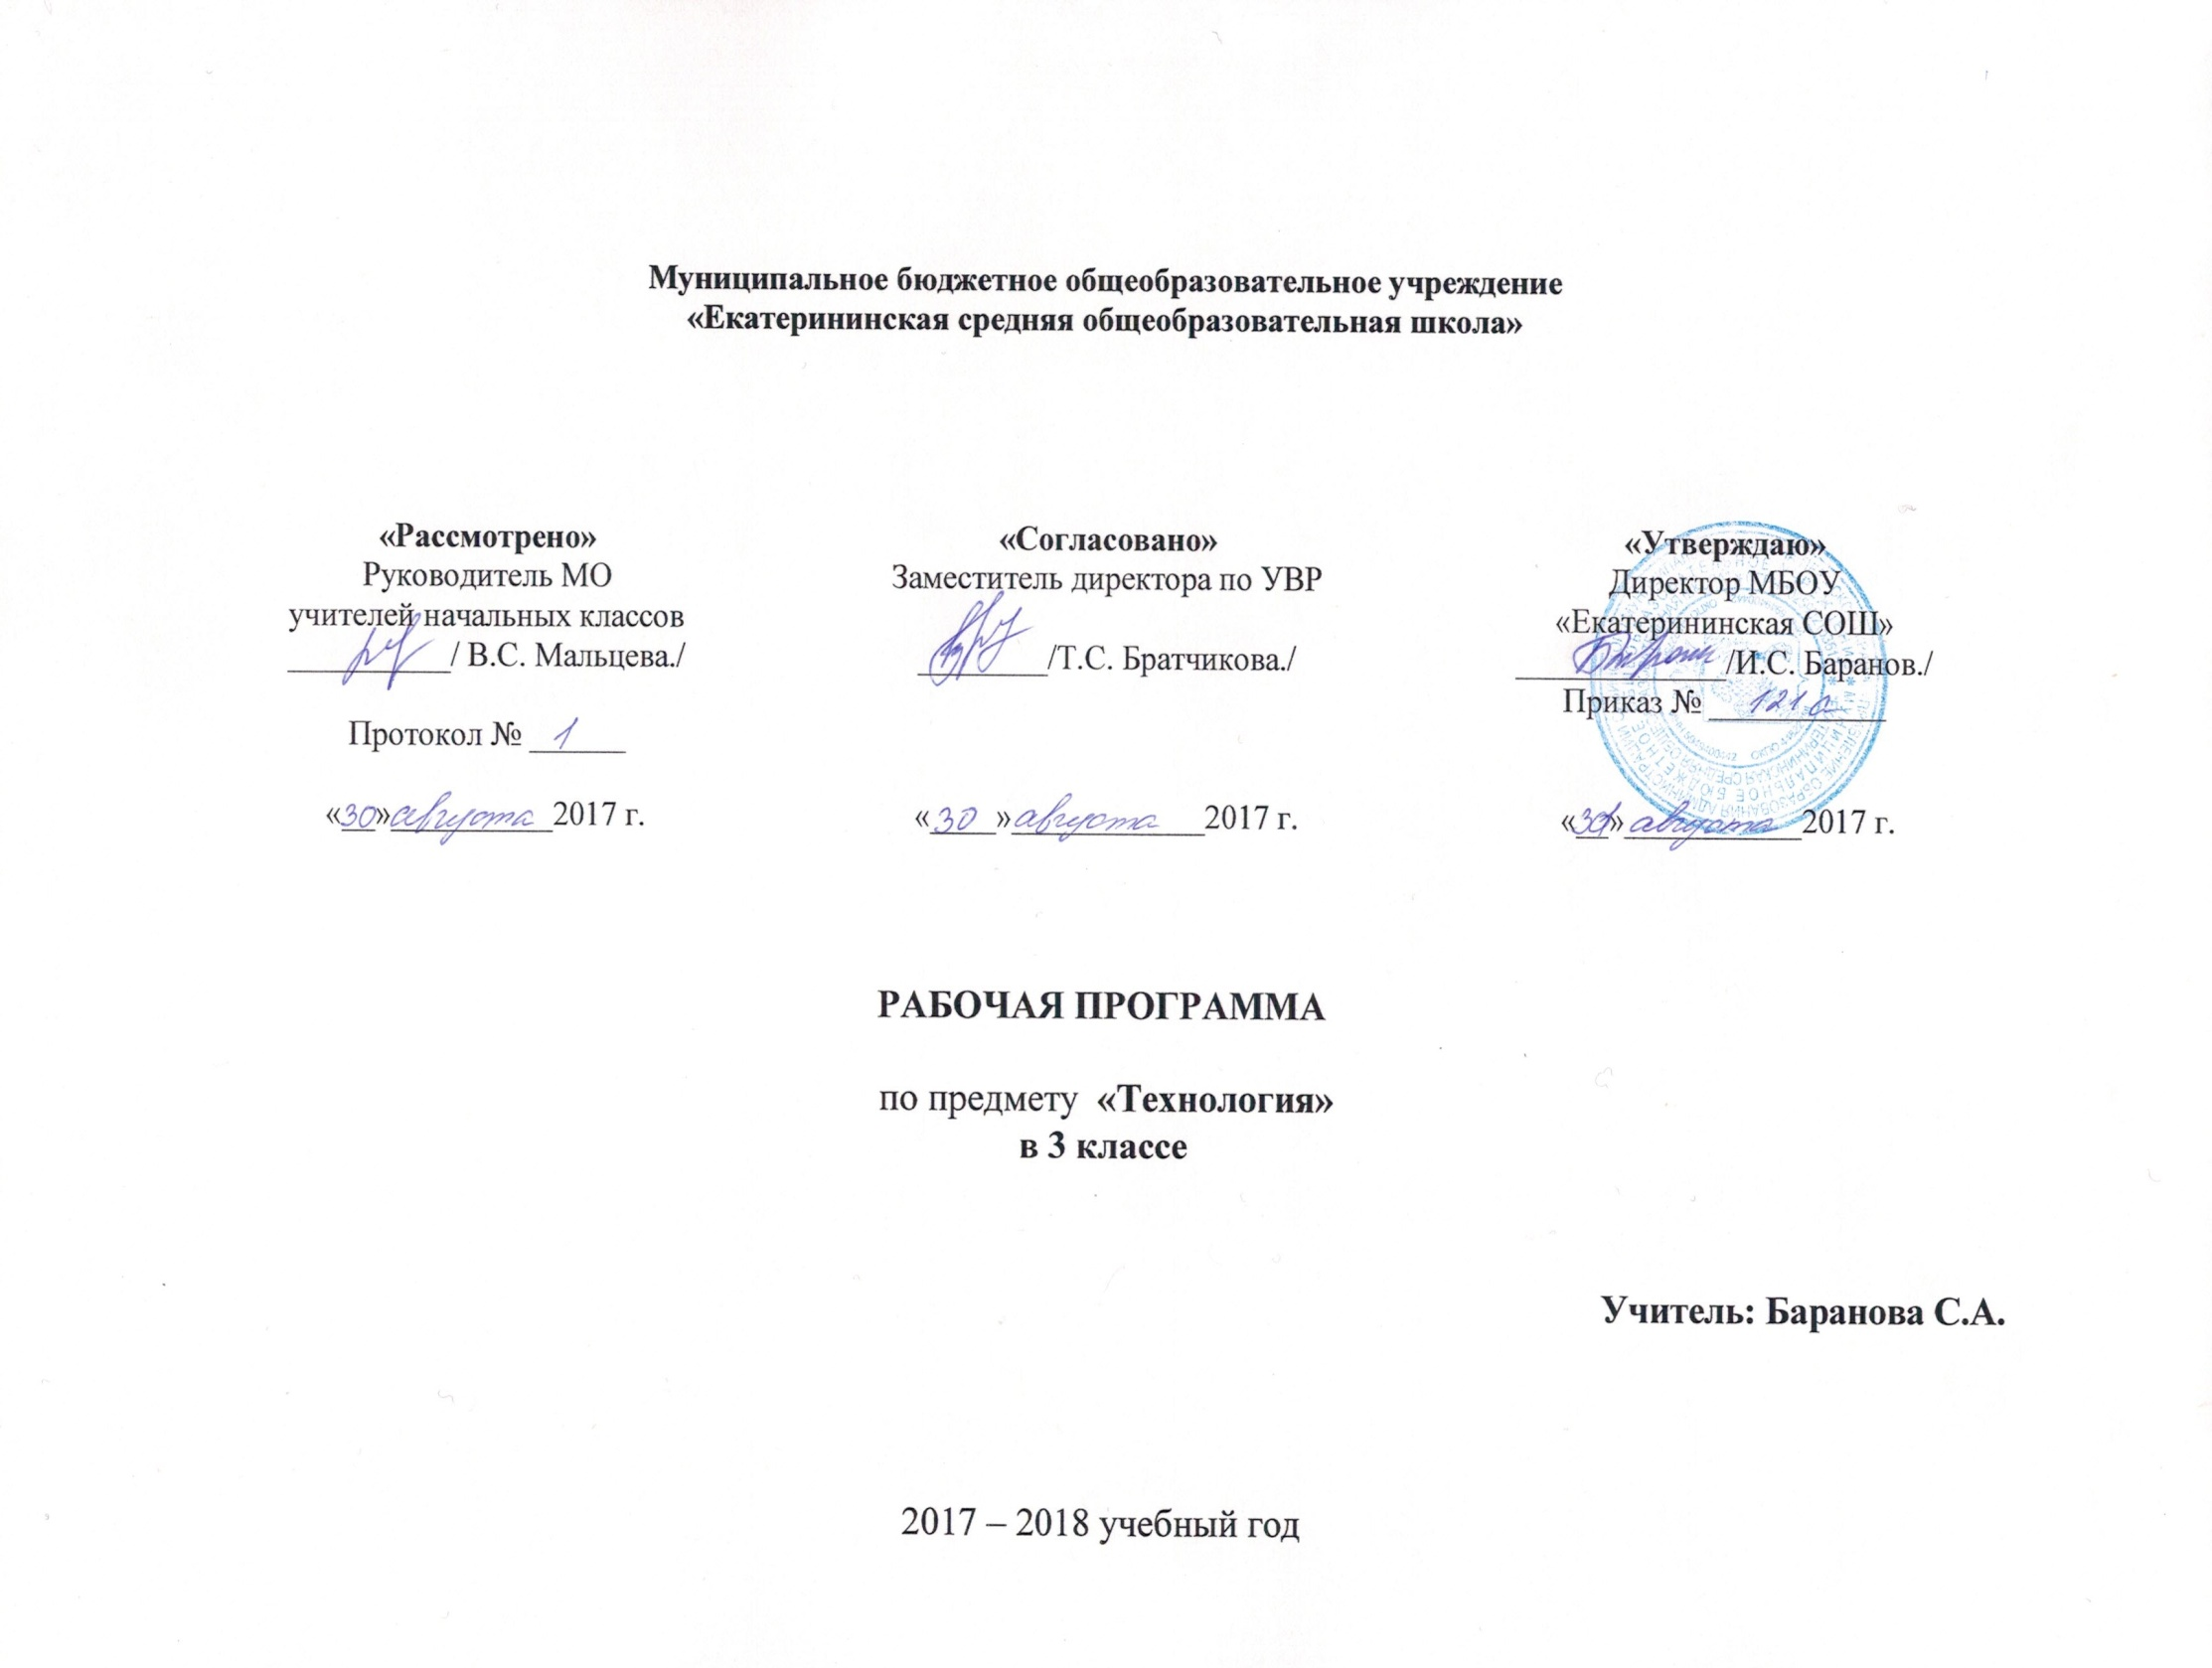 Муниципальное бюджетное общеобразовательное учреждение
«Екатерининская средняя общеобразовательная школа»
«Рассмотрено»
Руководитель МО
учителей начальных классов
/ В.С. Мальцева./
Протокол № 1
«30» августа 2017 г.
«Согласовано»
Заместитель директора по УВР
/Т.С. Братчикова./
«30» августа 2017 г.
«Утверждаю»
Директор МБОУ
«Екатерининская СОШ»
/И.С. Баранов./
Приказ № 121 а
августа 2017 г.
РАБОЧАЯ ПРОГРАММА
по предмету «Технология»
в 3 классе
Учитель: Баранова С.А.
2017 – 2018 учебный год